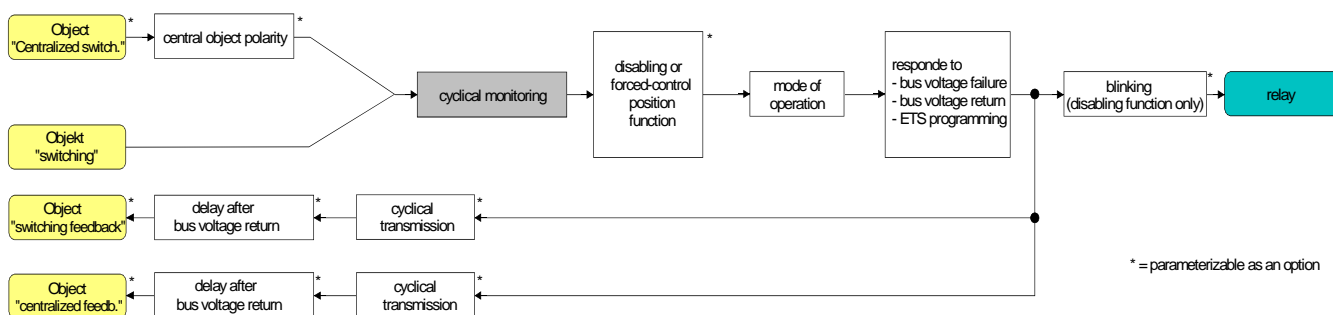 Object
"Centralized switch."
*
central object polarity
*
Objekt
"switching"
cyclical monitoring
disabling or
forced-control
position
function
*
mode of
operation
responde to
- bus voltage failure
- bus voltage return
- ETS programming
blinking
(disabling function only)
*
relay
Object
"switching feedback"
*
delay after
bus voltage return
*
cyclical
transmission
*
Object
"centralized feedb."
*
delay after
bus voltage return
*
cyclical
transmission
*
* = parameterizable as an option